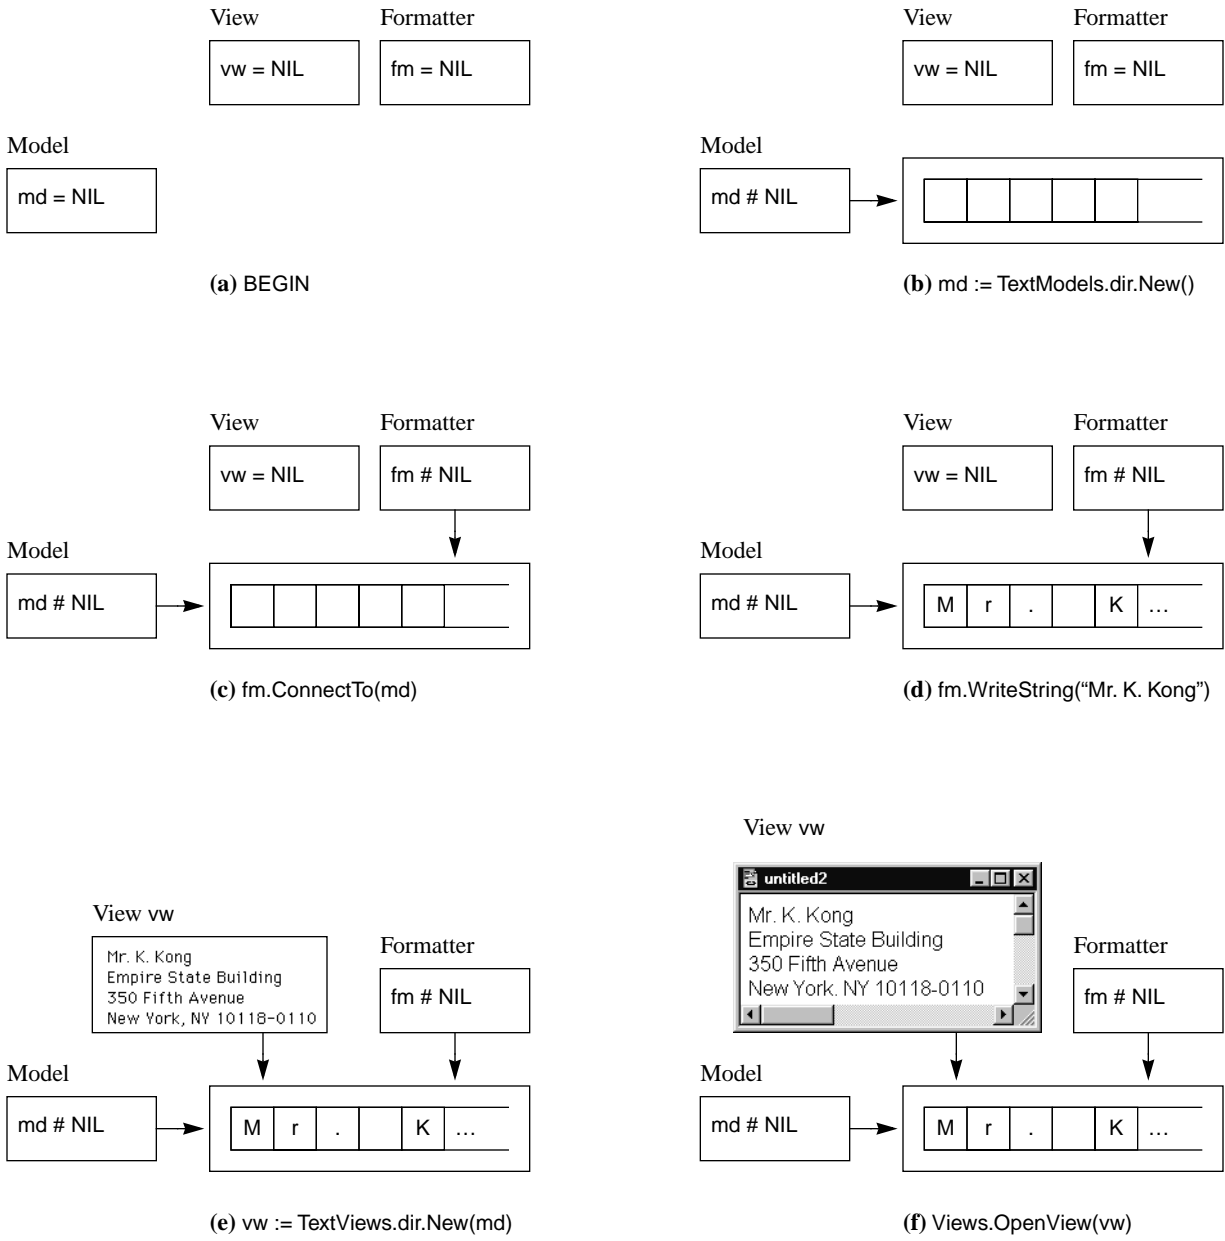 View Formatter
vw = NIL fm = NIL
Model
md = NIL
(a) BEGIN
View Formatter
vw = NIL fm = NIL
Model
md # NIL
(b) md := TextModels.dir.New()
View Formatter
vw = NIL fm # NIL
Model
md # NIL
(c) fm.ConnectTo(md)
View Formatter
vw = NIL fm # NIL
Model
md # NIL M r . K ...
(d) fm.WriteString(“Mr. K. Kong”)
View vw
Mr. K. Kong
Empire State Building
350 Fifth Avenue
New York, NY 10118-0110
Formatter
fm # NIL
Model
md # NIL M r . K ...
(e) vw := TextViews.dir.New(md)
View vw
untitled2
Mr. K. Kong
Empire State Building
350 Fifth Avenue
New York. NY 10118-0110
Formatter
fm # NIL
Model
md # NIL M r . K ...
(f) Views.OpenView(vw)